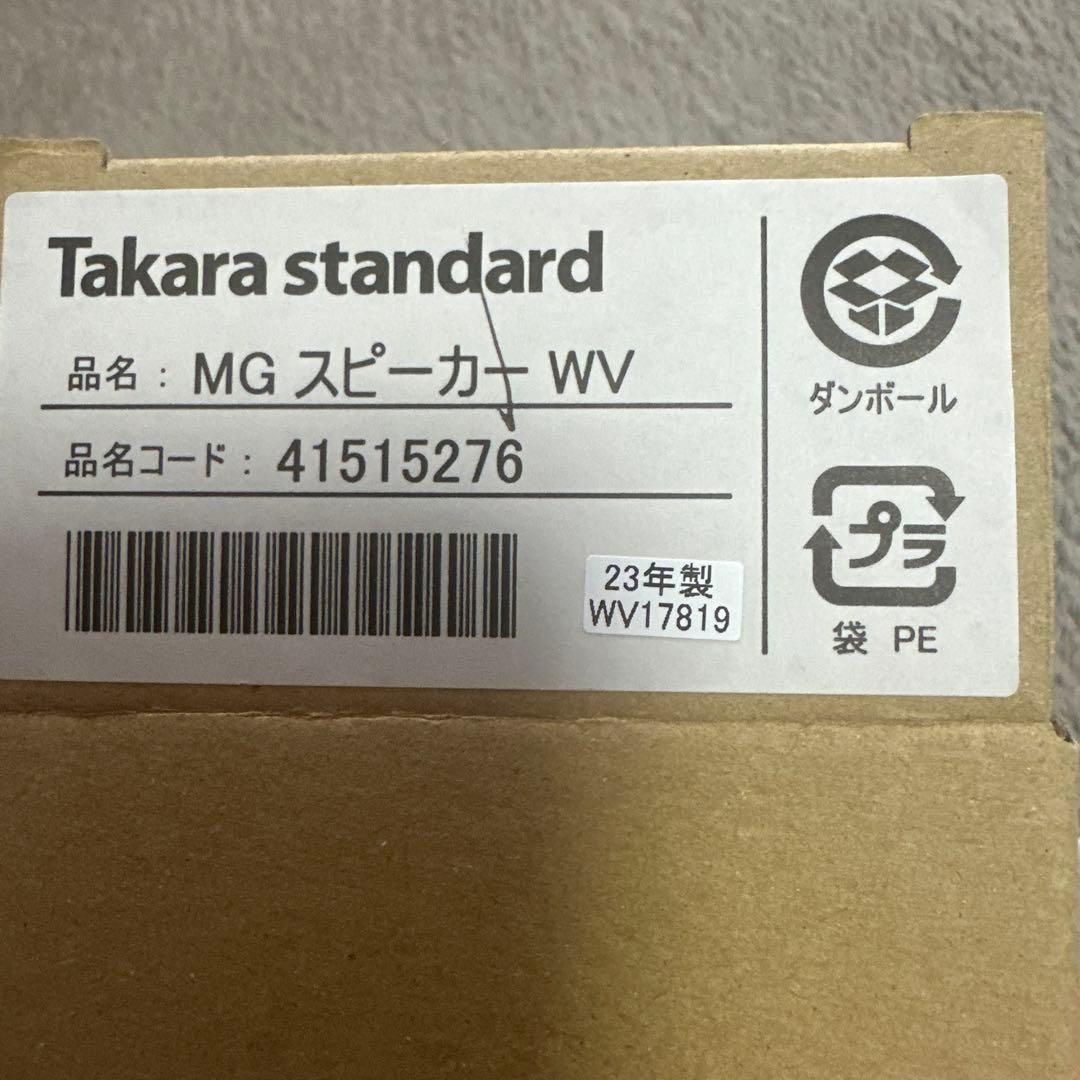 Takara standard
品名 : MG スピーカー WV
品名コード : 41515276
23年製
WV17819
ダンボール
プラ
袋 PE